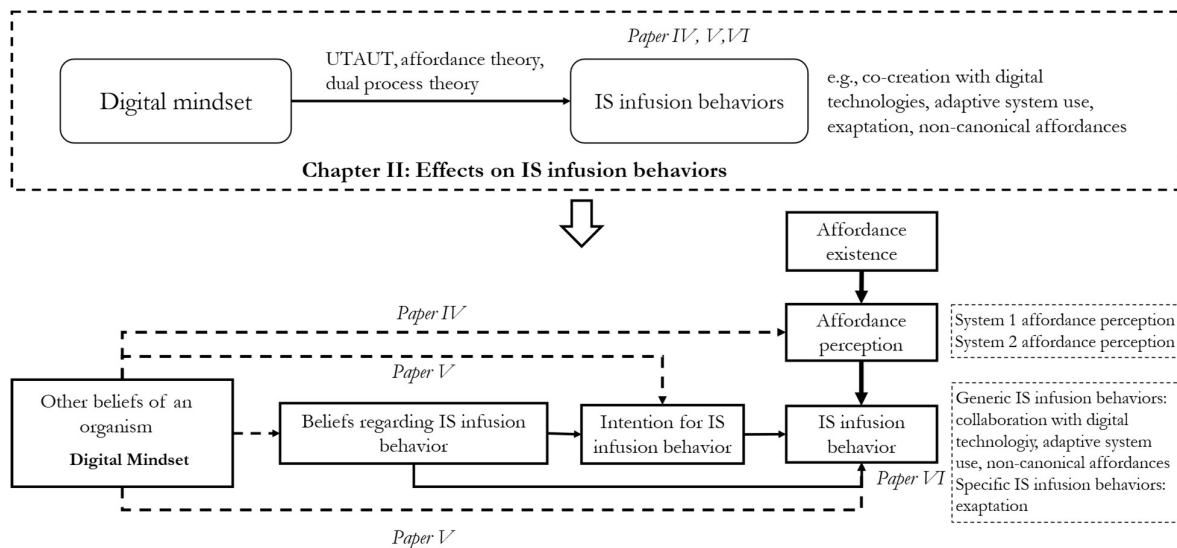 Paper IV, V,VI
UTAUT, affordance theory,
dual process theory
Digital mindset
IS infusion behaviors
e.g., co-creation with digital
technologies, adaptive system use,
exaptation, non-canonical affordances
Chapter II: Effects on IS infusion behaviors
Affordance
existence
Paper IV
Affordance
perception
System 1 affordance perception
System 2 affordance perception
Paper V
Other beliefs of an
organism
Digital Mindset
Beliefs regarding IS infusion
behavior
Intention for IS
infusion behavior
IS infusion
behavior
Generic IS infusion behaviors:
collaboration with digital
technologiy, adaptive system
use, non-canonical affordances
Specific IS infusion behaviors:
exaptation
Paper VI
Paper V